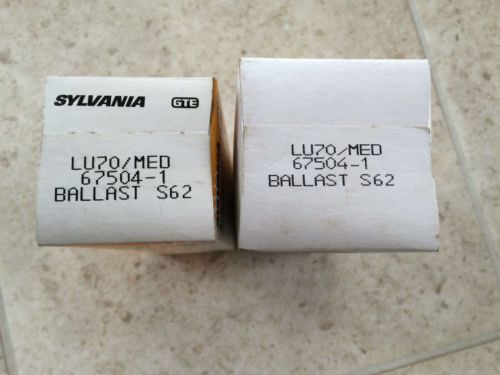 SYLVANIA GTE
LU70/MED
67504-1
BALLAST S62
LU70/MED
67504-1
BALLAST S62